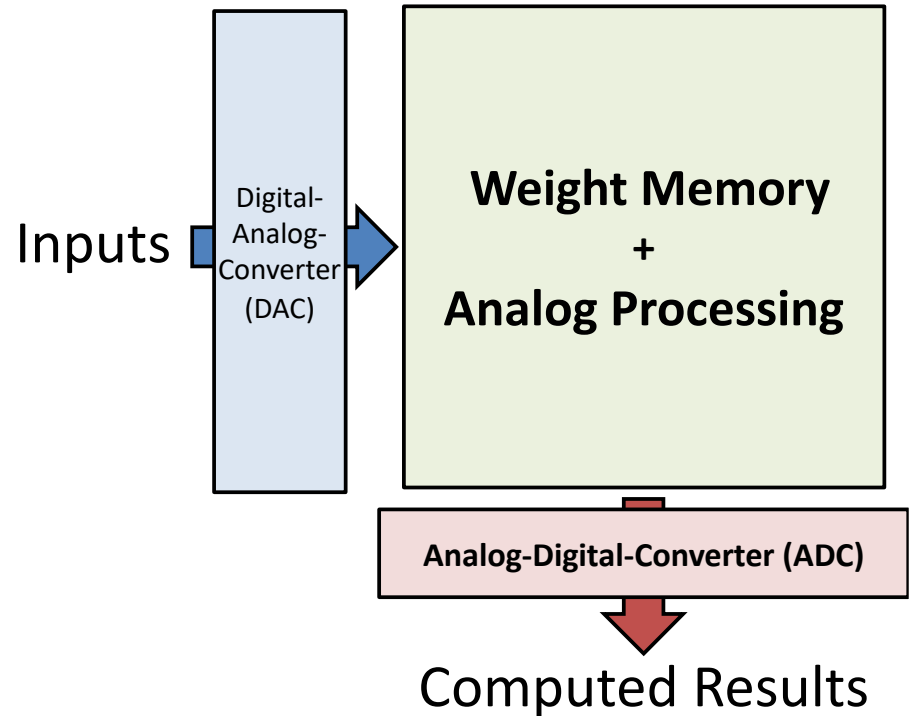 Inputs
Digital-
Analog-
Converter
(DAC)
Weight Memory
+
Analog Processing
Analog-Digital-Converter (ADC)
Computed Results